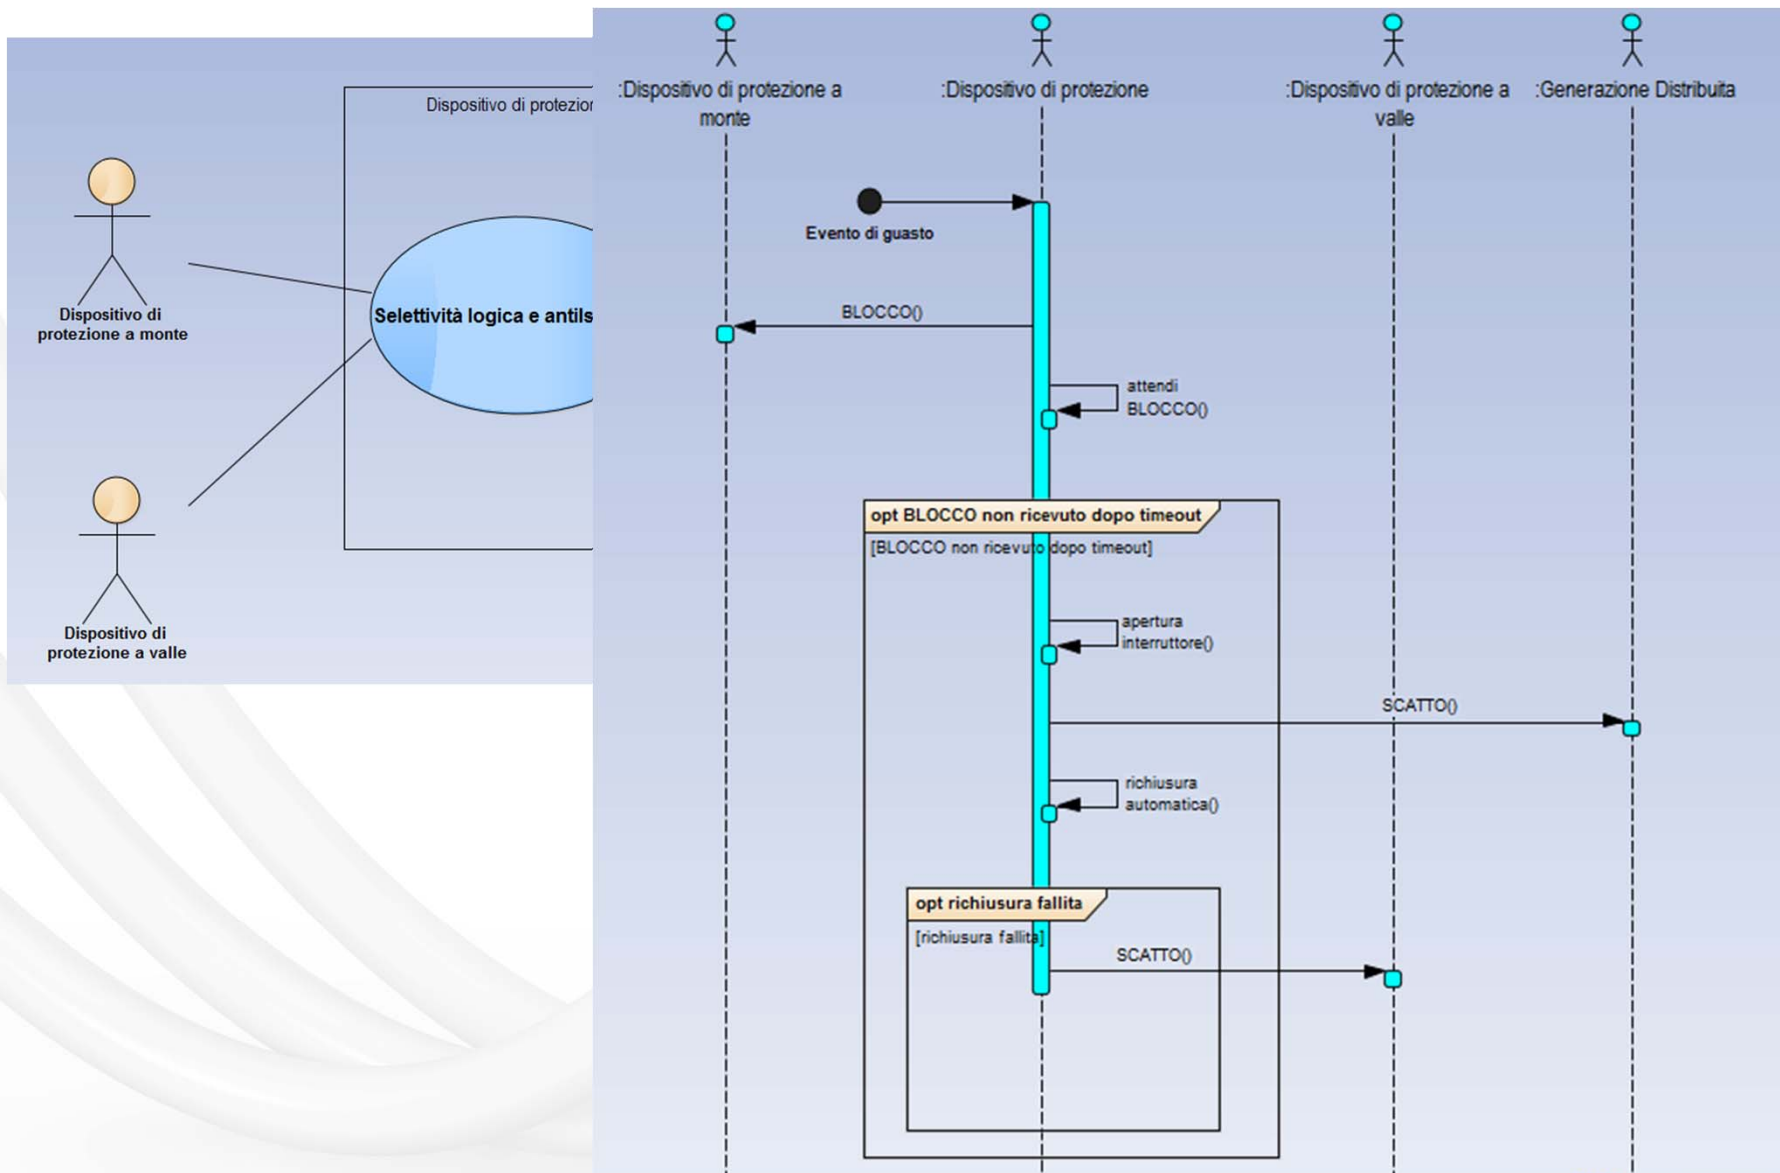 Dispositivo di protezion
Dispositivo di
protezione a monte
Selettività logica e antiIs
Dispositivo di
protezione a valle
:Dispositivo di protezione a
monte
:Dispositivo di protezione
:Dispositivo di protezione a
valle
:Generazione Distribuita
Evento di guasto
BLOCCO()
attendi
BLOCCO()
opt BLOCCO non ricevuto dopo timeout
[BLOCCO non ricevuto dopo timeout]
apertura
interruttore()
SCATTO()
richiusura
automatica()
opt richiusura fallita
[richiusura fallita]
SCATTO()